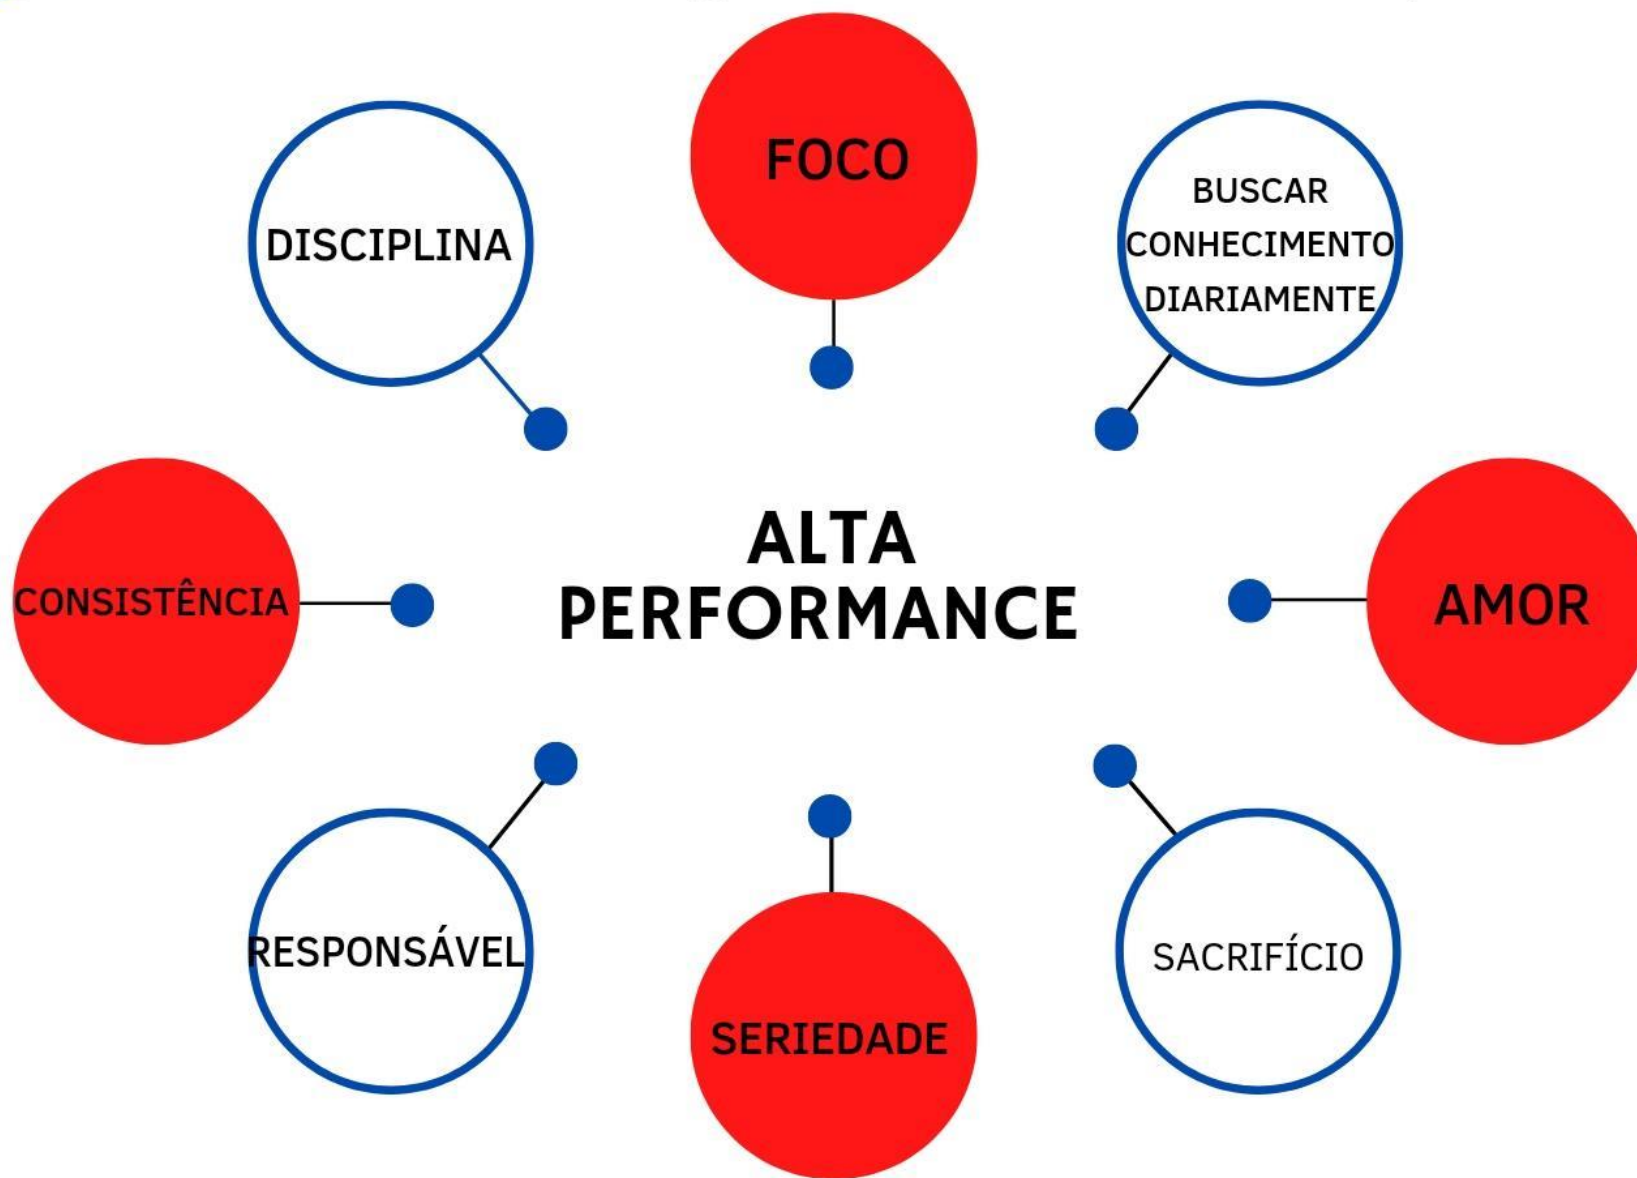 FOCO
DISCIPLINA
BUSCAR
CONHECIMENTO
DIARIAMENTE
ALTA
PERFORMANCE
CONSISTÊNCIA
AMOR
RESPONSÁVEL
SACRIFÍCIO
SERIEDADE